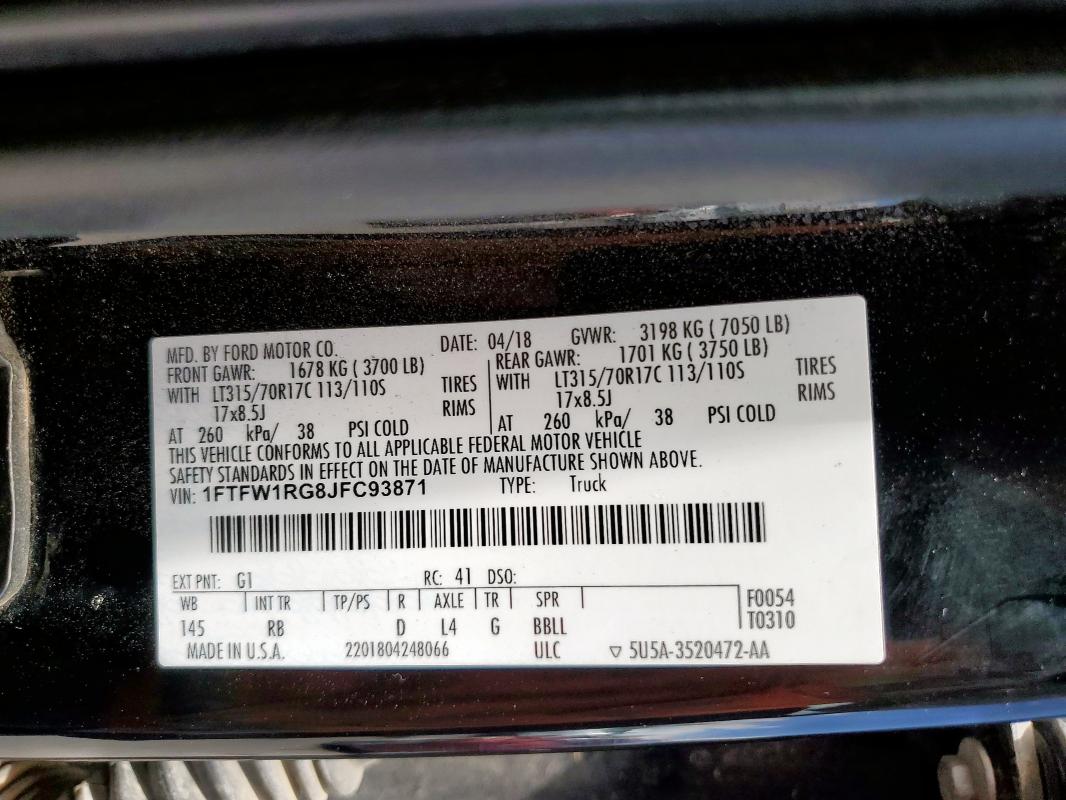 MFD. BY FORD MOTOR CO. DATE: 04/18 GVWR: 3198 KG ( 7050 LB)
FRONT GAWR: 1678 KG ( 3700 LB) REAR GAWR: 1701 KG ( 3750 LB)
WITH LT315/70R17C 113/110S TIRES WITH LT315/70R17C 113/110S TIRES
17x8.5J RIMS 17x8.5J RIMS
AT 260 kPa/ 38 PSI COLD AT 260 kPa/ 38 PSI COLD
THIS VEHICLE CONFORMS TO ALL APPLICABLE FEDERAL MOTOR VEHICLE
SAFETY STANDARDS IN EFFECT ON THE DATE OF MANUFACTURE SHOWN ABOVE.
VIN: 1FTFW1RG8JFC93871 TYPE: Truck
EXT PNT: G1 RC: 41 DSO:
WB INT TR TP/PS R AXLE TR SPR F0054
145 RB D L4 G BBLL T0310
MADE IN U.S.A. 2201804248066 ULC ▽ 5U5A-3520472-AA